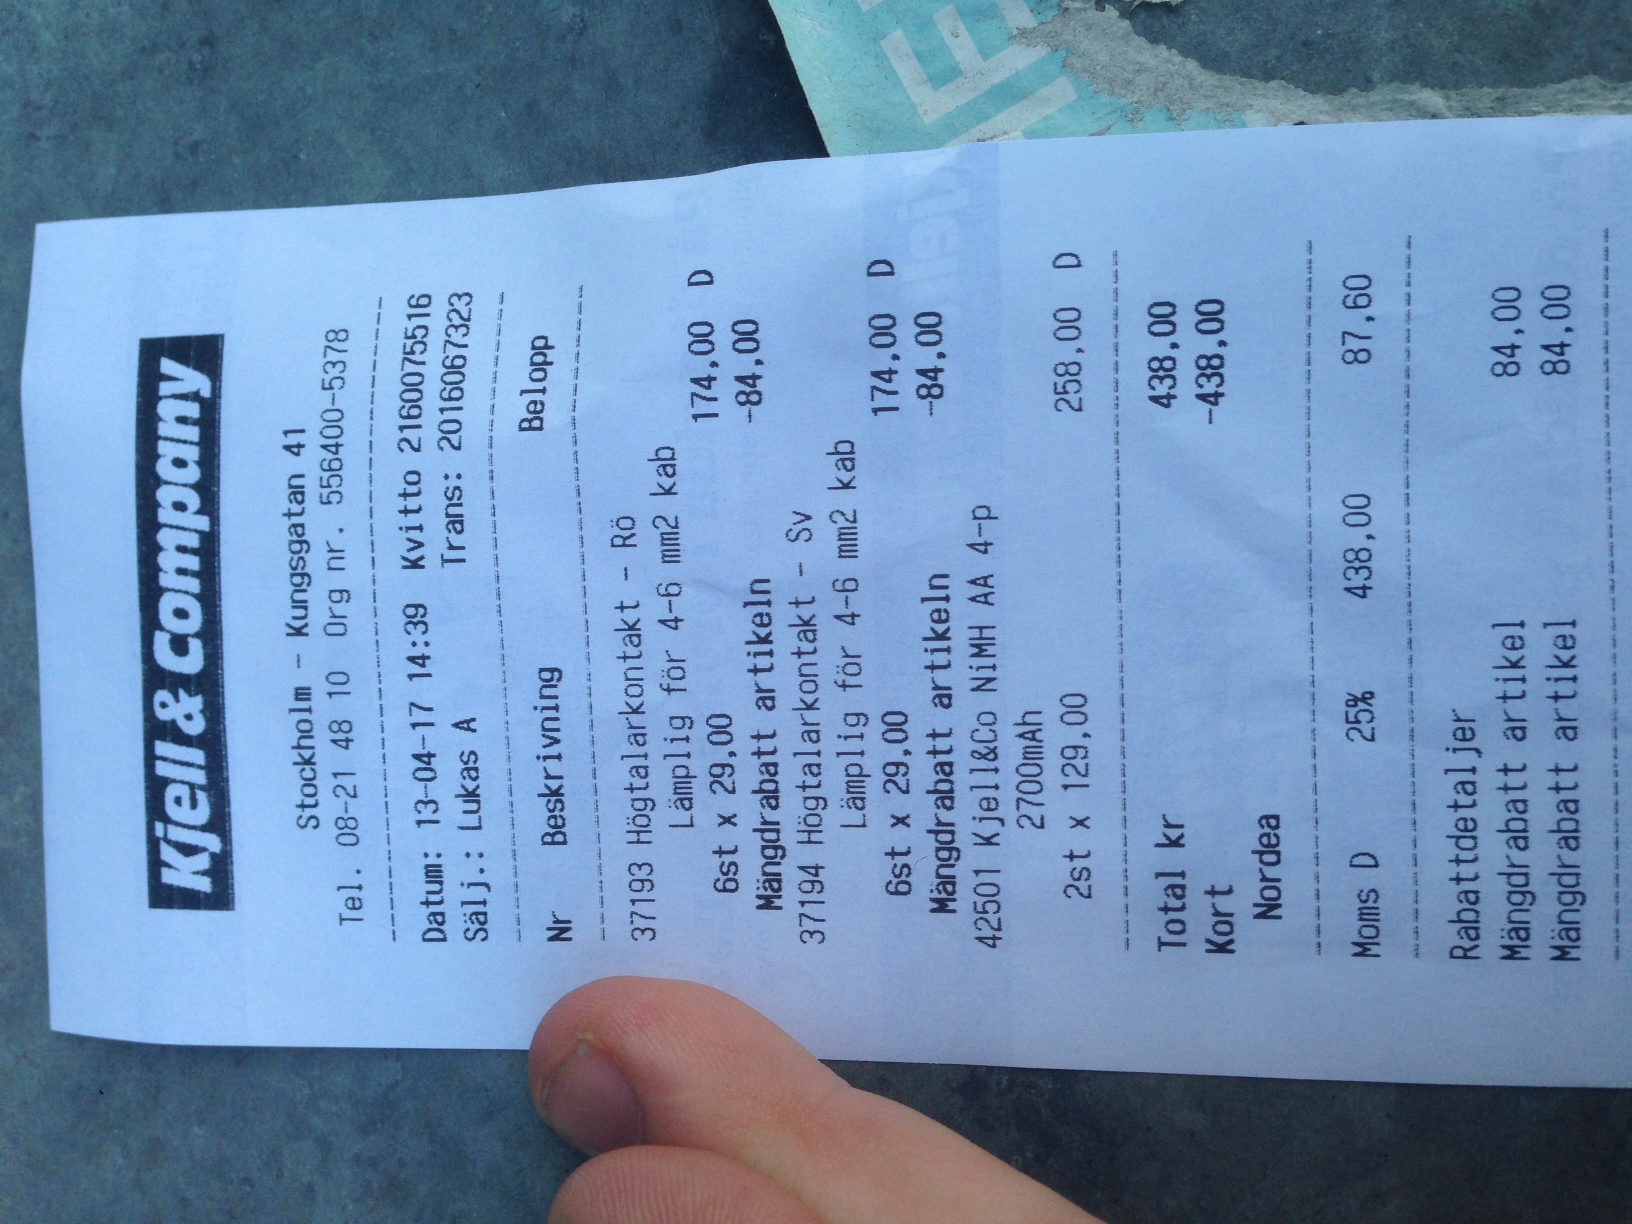 Kjell & Company
Stockholm - Kungsgatan 41
Tel. 08-21 48 10 Org nr. 556400-5378
Datum: 13-04-17 14:39 Kvitto 2160075516
Sälj.: Lukas A Trans: 2016067323
Nr Beskrivning Belopp
37193 Högtalarkontakt - Rö
Lämplig för 4-6 mm2 kab
6st x 29,00 174,00 D
Mängdrabatt artikeln -84,00
37194 Högtalarkontakt - Sv
Lämplig för 4-6 mm2 kab
6st x 29,00 174,00 D
Mängdrabatt artikeln -84,00
42501 Kjell&Co NiMH AA 4-p
2700mAh
2st x 129,00 258,00 D
Total kr 438,00
Kort -438,00
Nordea
Moms D 25% 438,00 87,60
Rabattdetaljer
Mängdrabatt artikel 84,00
Mängdrabatt artikel 84,00